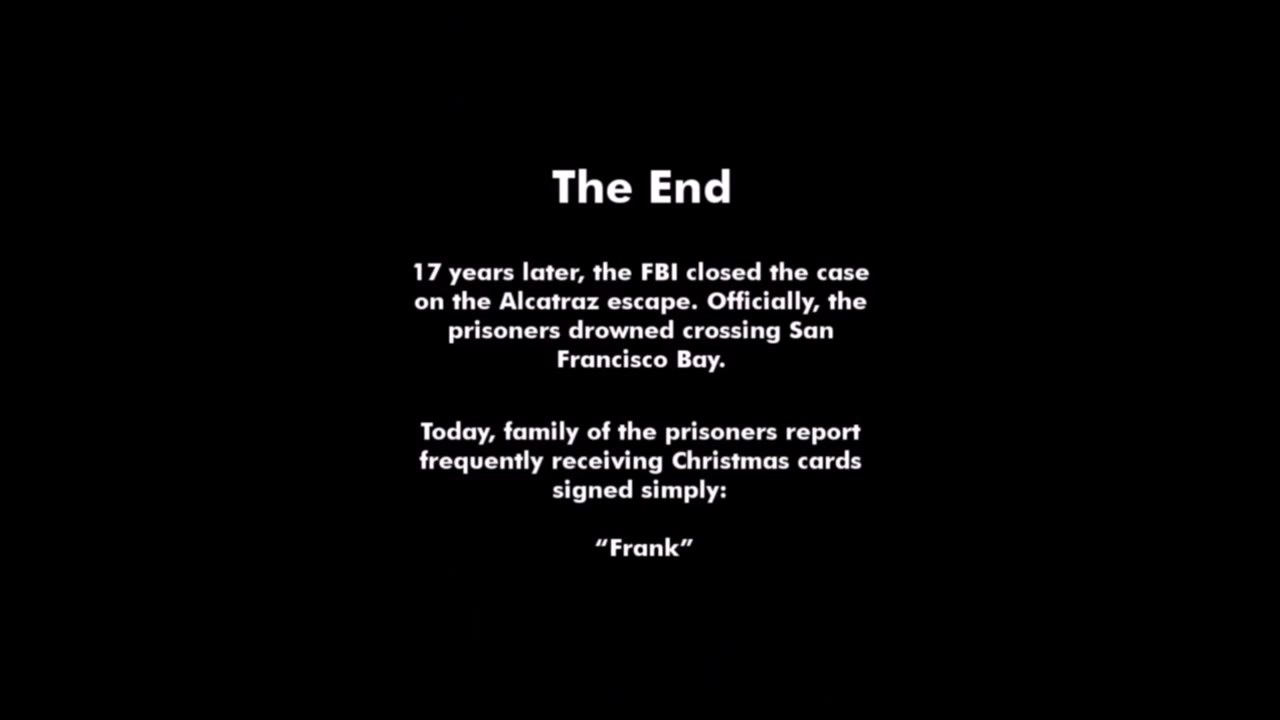 The End
17 years later, the FBI closed the case
on the Alcatraz escape. Officially, the
prisoners drowned crossing San
Francisco Bay.
Today, family of the prisoners report
frequently receiving Christmas cards
signed simply:
“Frank”